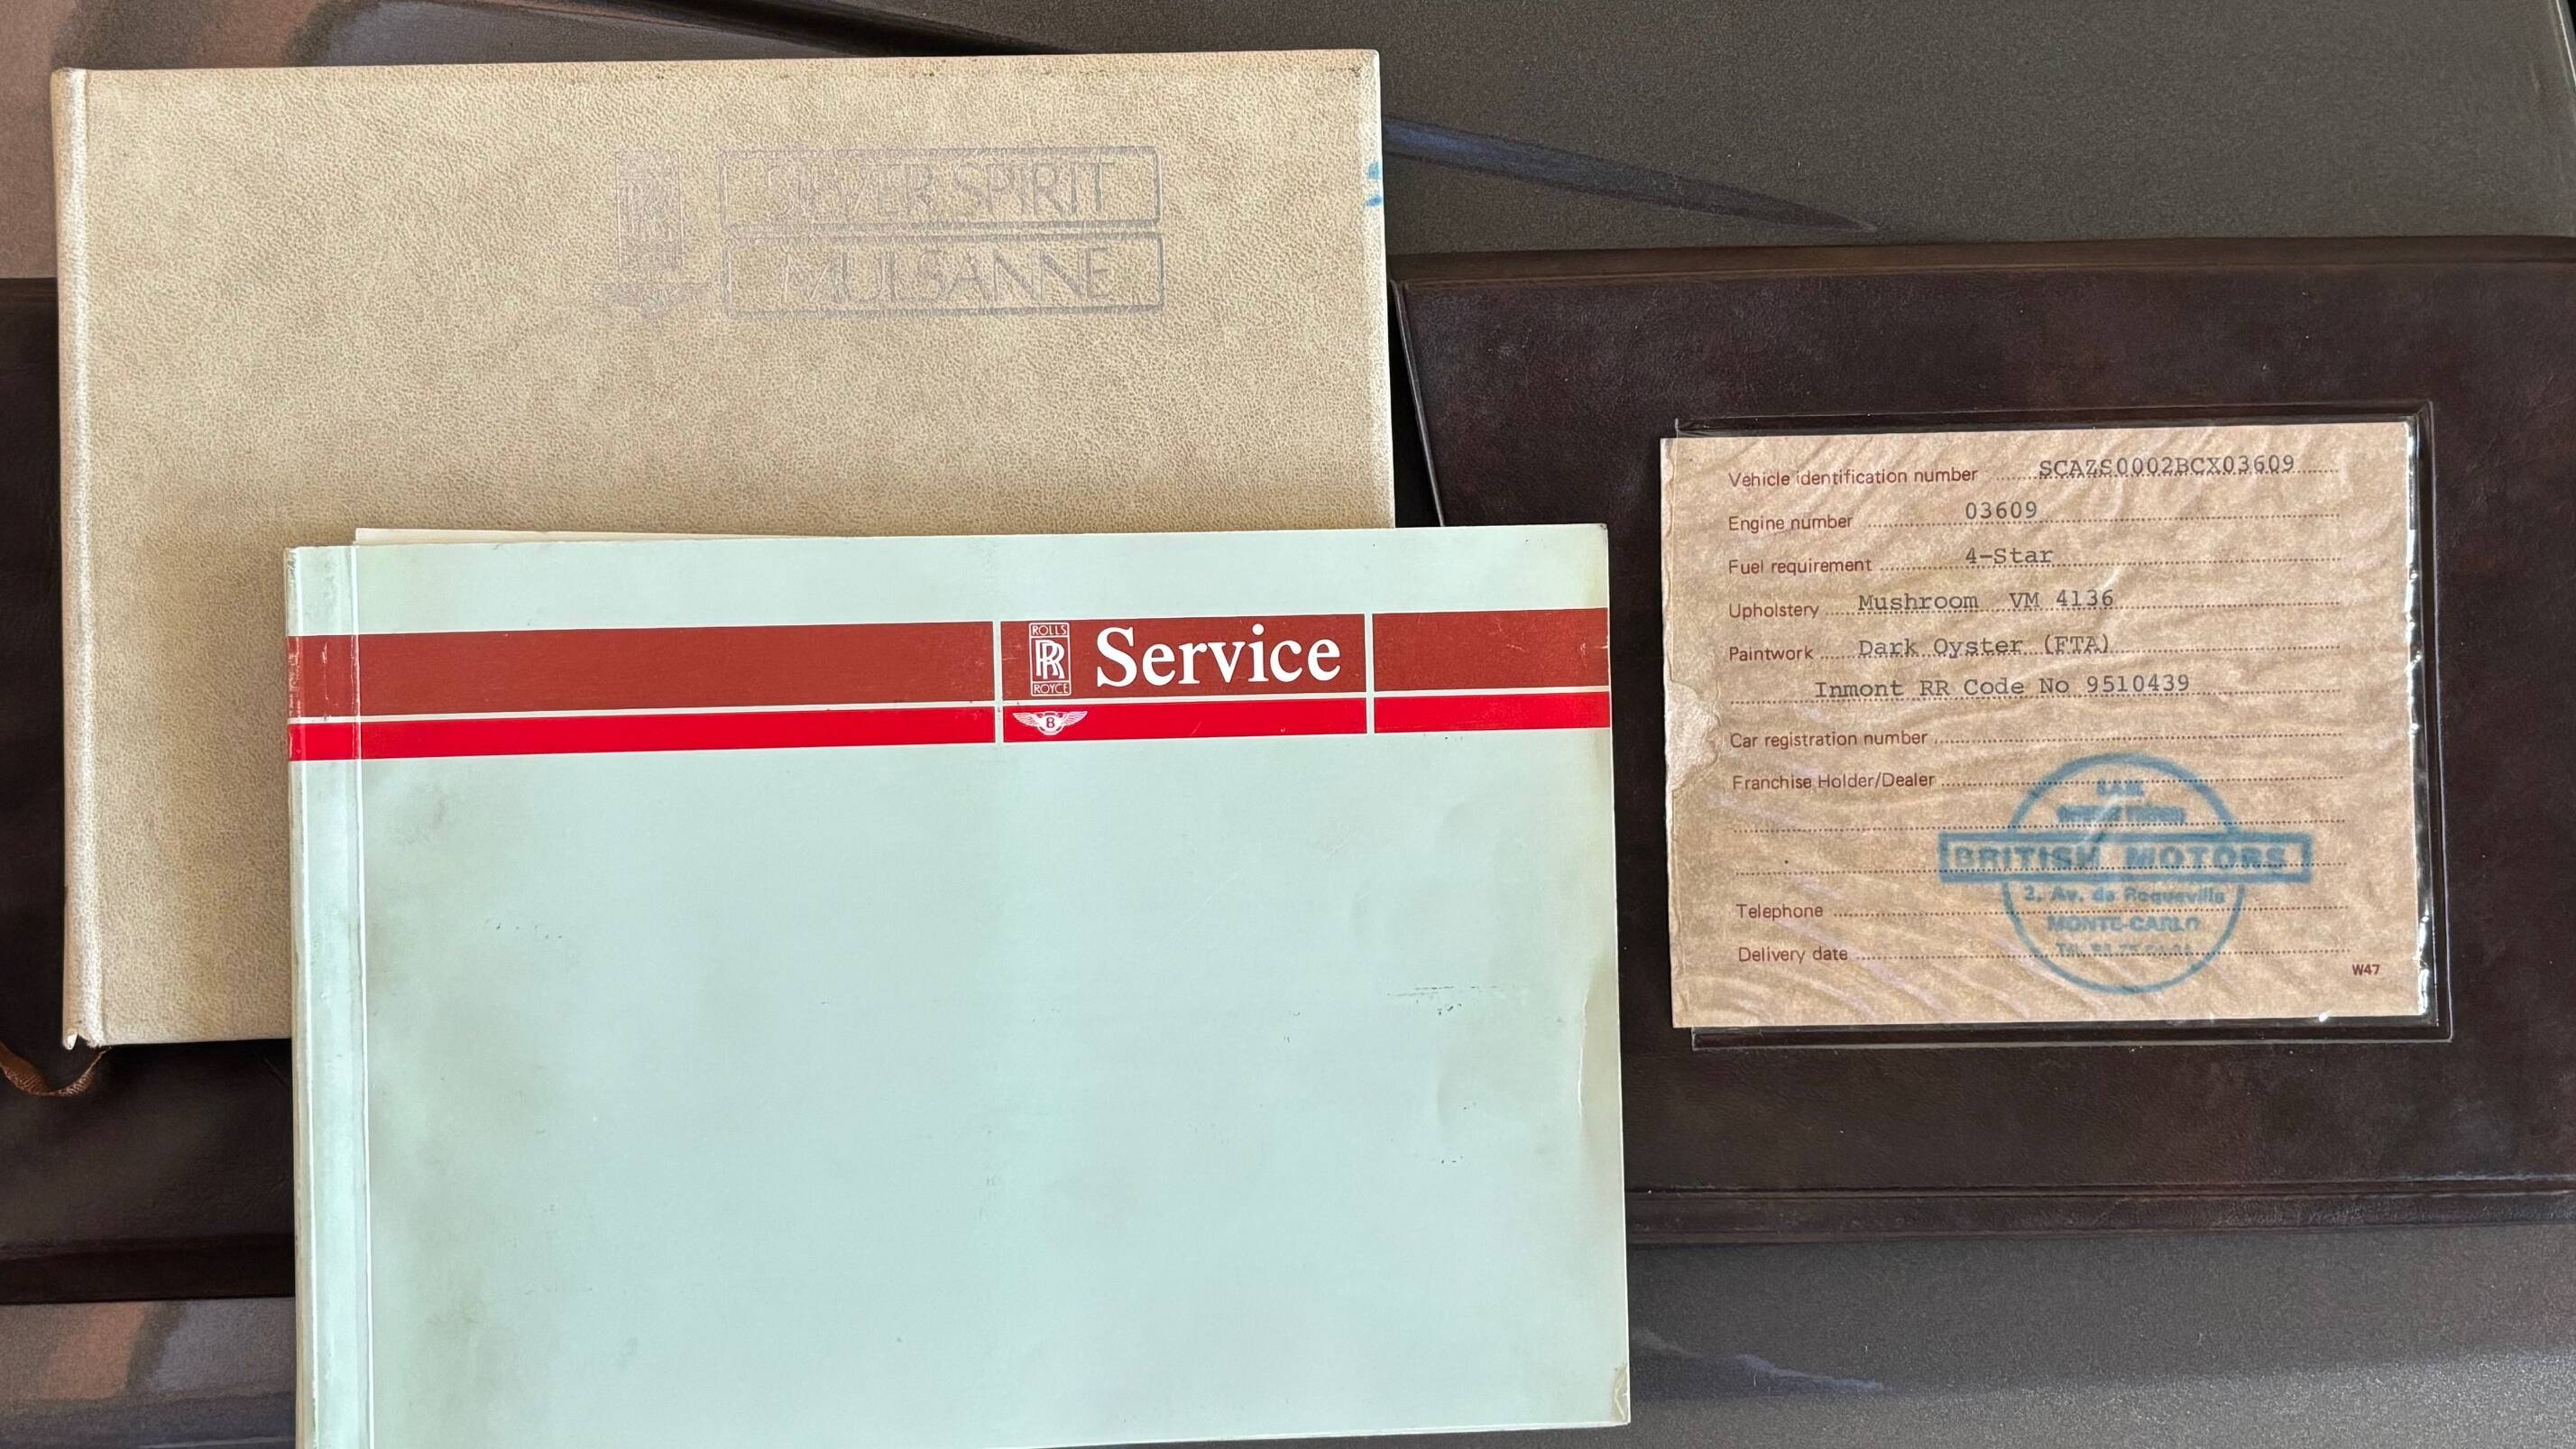 SILVER SPIRIT
MULSANNE
ROLLS
RR
ROYCE
Service
B
Vehicle identification number SCAZS0002BCX03609
Engine number 03609
Fuel requirement 4-Star
Upholstery Mushroom VM 4136
Paintwork Dark Oyster (FTA)
Inmont RR Code No 9510439
Car registration number
Franchise Holder/Dealer
BRITISH MOTORS
Av. de Roqueville
Telephone
MONTE-CARLO
Delivery date
W47